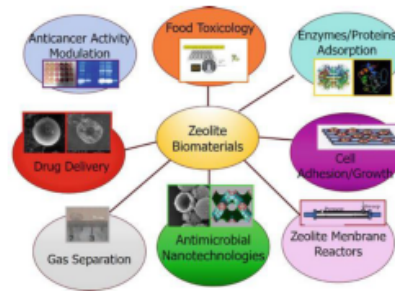 Anticancer Activity
Modulation
Food Toxicology
Enzymes/Proteins
Adsorption
Zeolite
Biomaterials
Drug Delivery
Cell
Adhesion/Growth
Gas Separation
Antimicrobial
Nanotechnologies
Zeolite Menbrane
Reactors